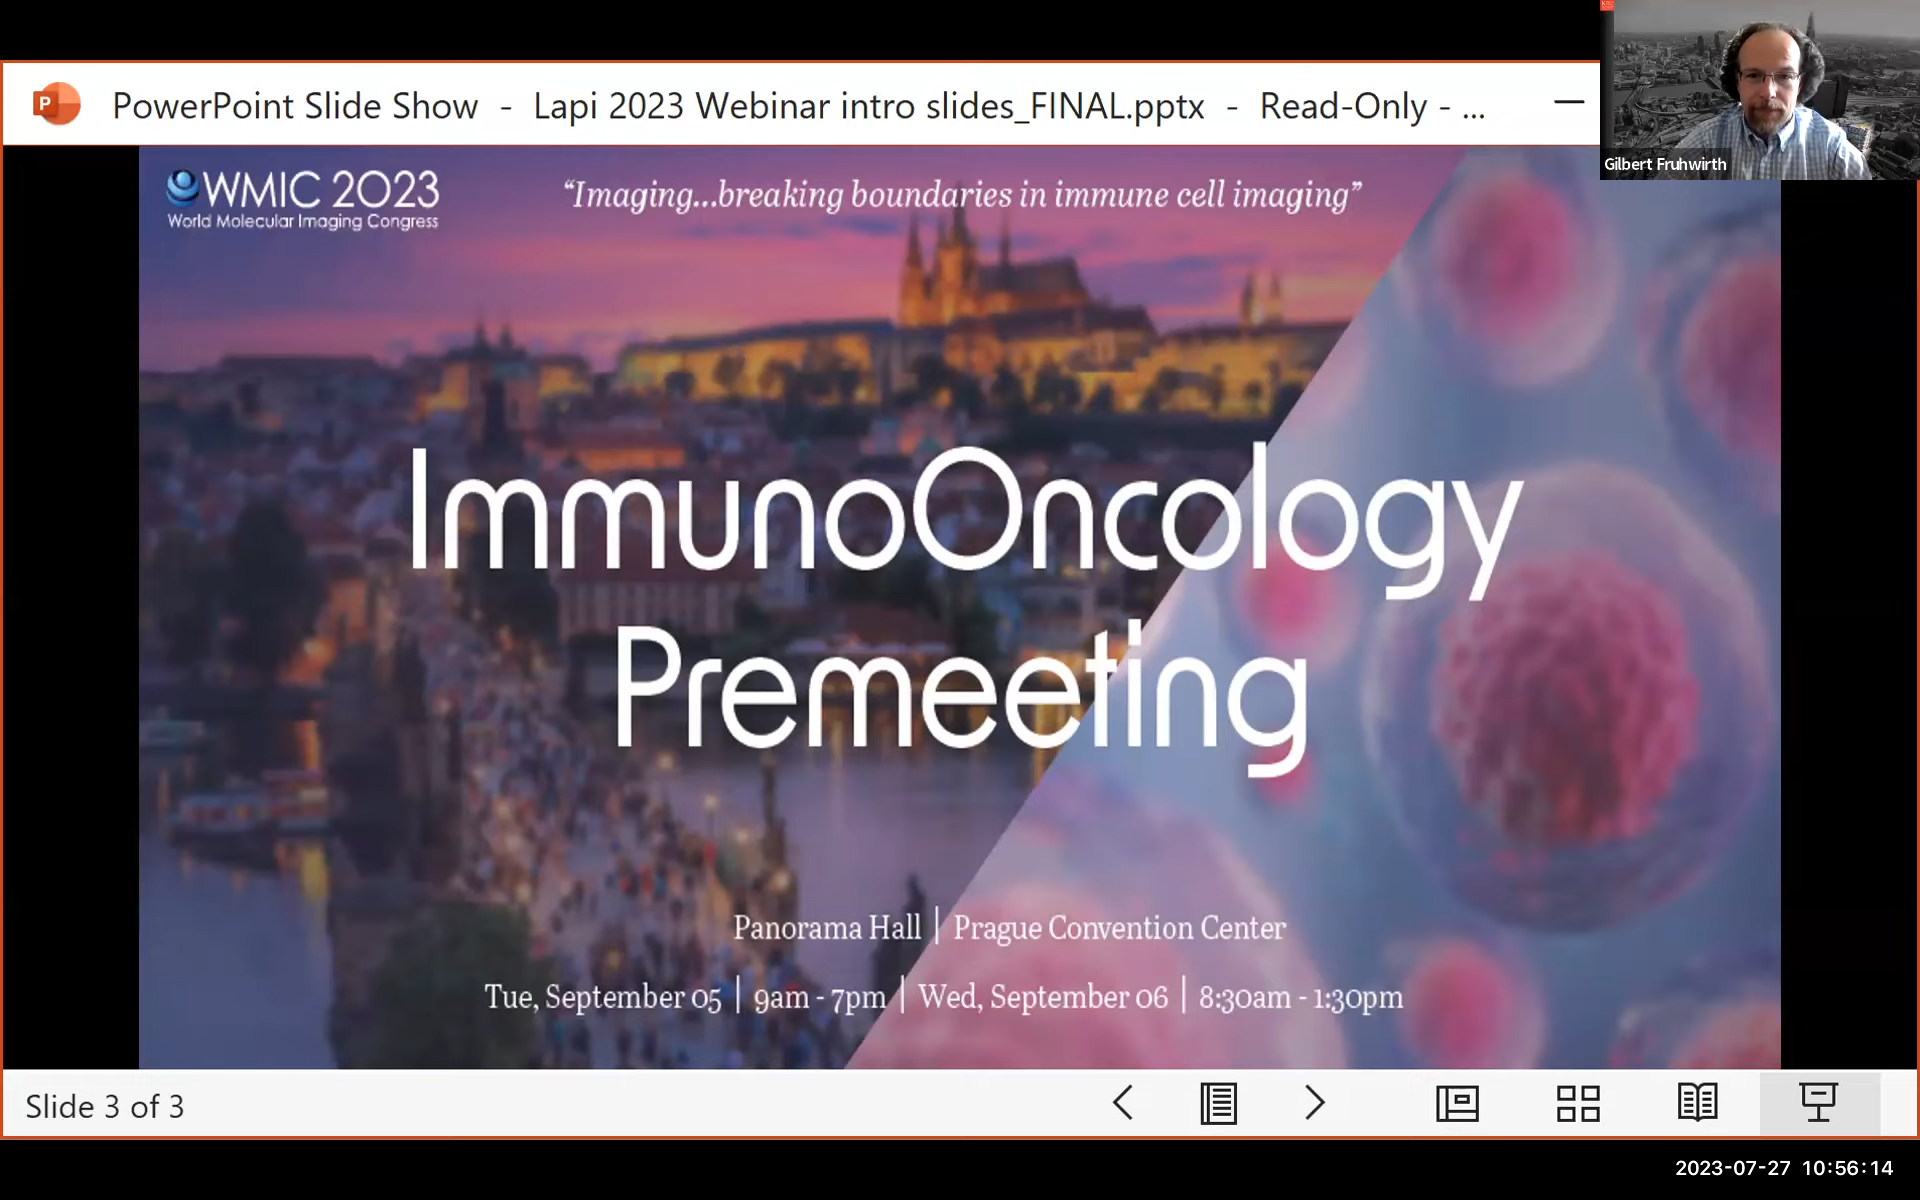 P PowerPoint Slide Show - Lapi 2023 Webinar intro slides_FINAL.pptx - Read-Only - ...
Gilbert Fruhwirth
WMIC 2023
World Molecular Imaging Congress
“Imaging...breaking boundaries in immune cell imaging”
ImmunoOncology
Premeeting
Panorama Hall | Prague Convention Center
Tue, September 05 | 9am - 7pm | Wed, September 06 | 8:30am - 1:30pm
Slide 3 of 3
2023-07-27 10:56:14